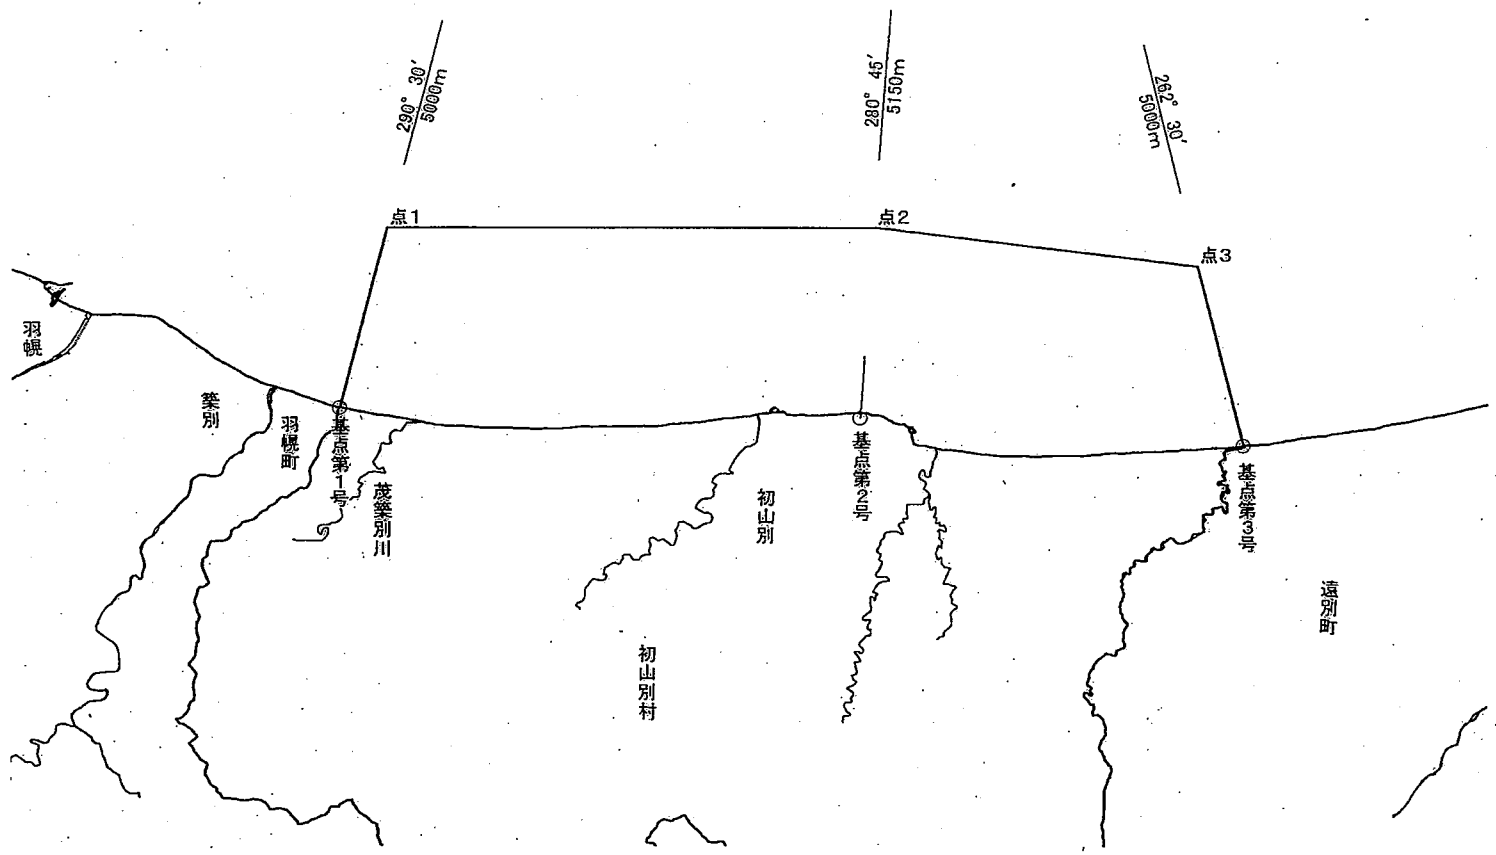 290° 30′
5000m
280° 45′
5150m
262° 30′
5000m
点1
点2
点3
羽幌
築別
羽幌町
基点第1号
茂築別川
初山別
基点第2号
基点第3号
初山別村
遠別町